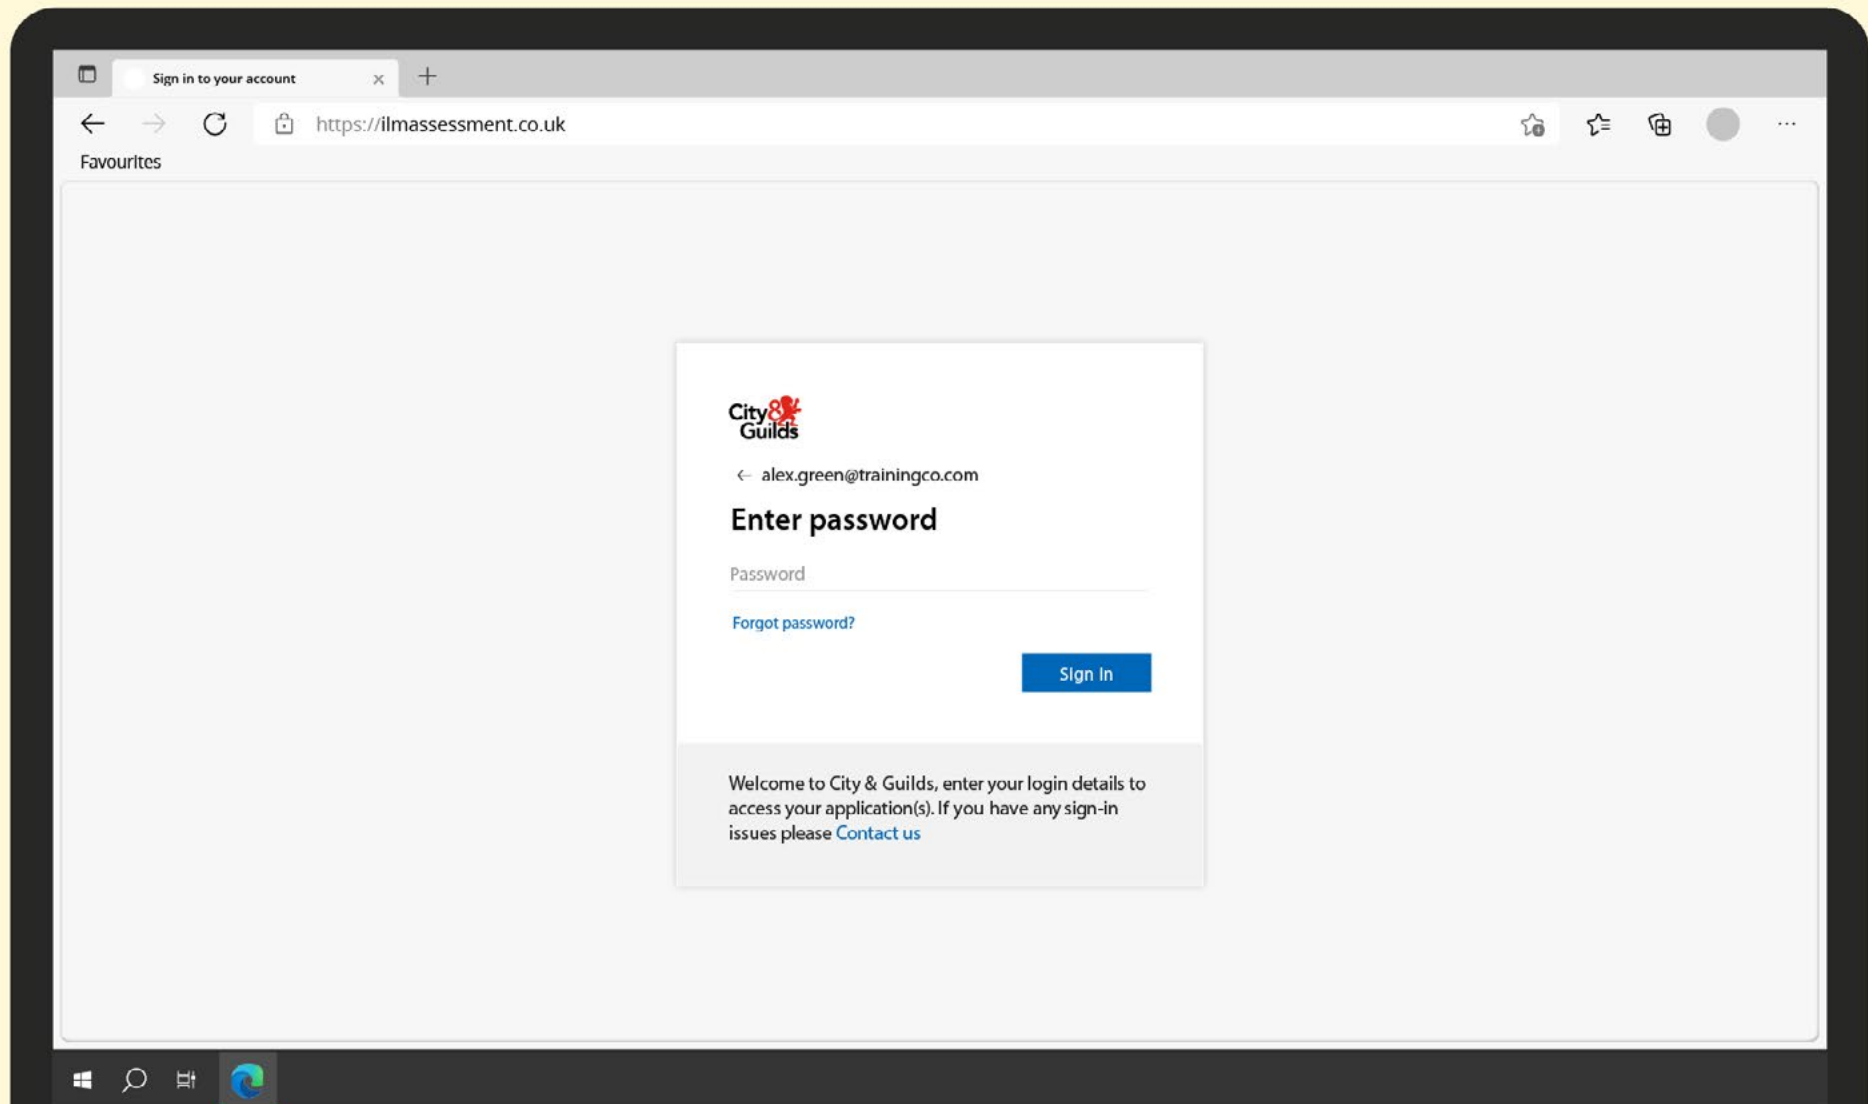 Sign in to your account
https://ilmassessment.co.uk
Favourites
City&
Guilds
alex.green@trainingco.com
Enter password
Password
Forgot password?
Sign in
Welcome to City & Guilds, enter your login details to
access your application(s). If you have any sign-in
issues please Contact us